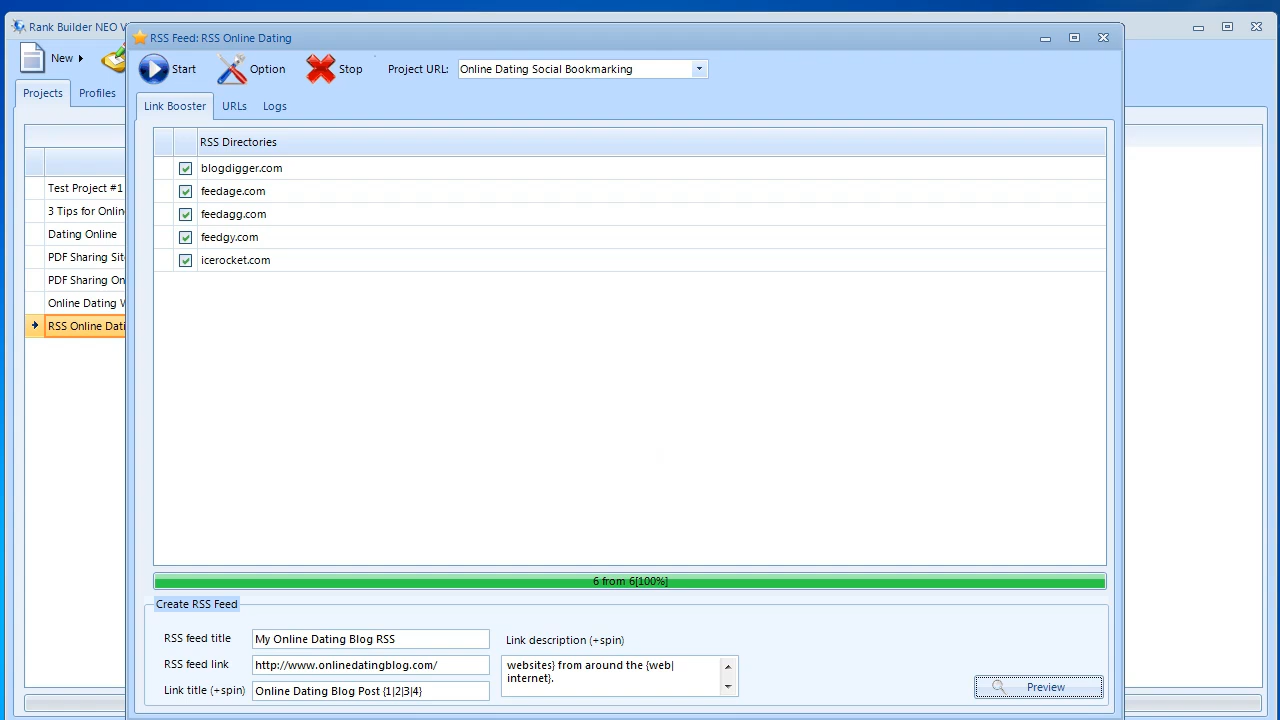 Rank Builder NEO V
New
Projects
Profiles
Test Project #1
3 Tips for Onlin
Dating Online
PDF Sharing Sit
PDF Sharing On
Online Dating W
RSS Online Dati
RSS Feed: RSS Online Dating
Start
Option
Stop
Project URL:
Online Dating Social Bookmarking
Link Booster
URLs
Logs
RSS Directories
blogdigger.com
feedage.com
feedagg.com
feedgy.com
icerocket.com
6 from 6[100%]
Create RSS Feed
RSS feed title
My Online Dating Blog RSS
RSS feed link
http://www.onlinedatingblog.com/
Link title (+spin)
Online Dating Blog Post {1|2|3|4}
Link description (+spin)
websites} from around the {web|
internet}.
Preview